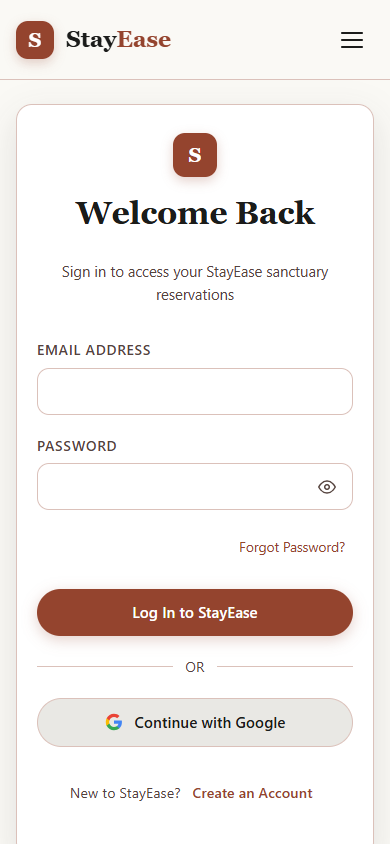 S StayEase
S
Welcome Back
Sign in to access your StayEase sanctuary
reservations
EMAIL ADDRESS
PASSWORD
Forgot Password?
Log In to StayEase
OR
Continue with Google
New to StayEase? Create an Account